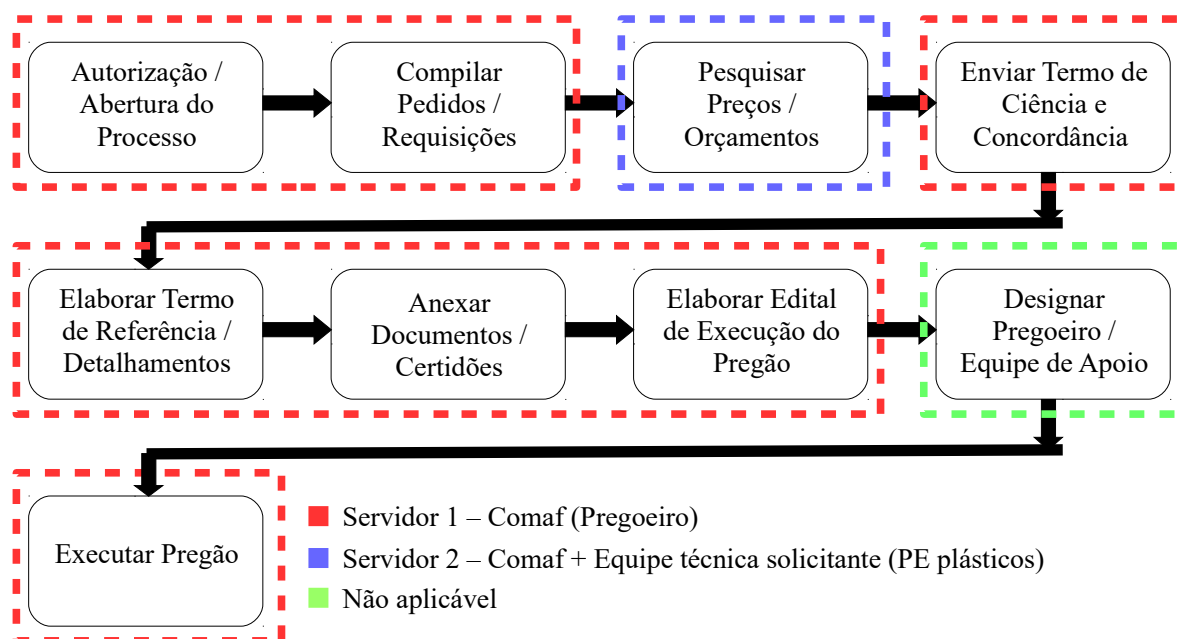 Autorização /
Abertura do
Processo
Compilar
Pedidos /
Requisições
Pesquisar
Preços /
Orçamentos
Enviar Termo de
Ciência e
Concordância
Elaborar Termo
de Referência /
Detalhamentos
Anexar
Documentos /
Certidões
Elaborar Edital
de Execução do
Pregão
Designar
Pregoeiro /
Equipe de Apoio
Executar Pregão
Servidor 1 – Comaf (Pregoeiro)
Servidor 2 – Comaf + Equipe técnica solicitante (PE plásticos)
Não aplicável